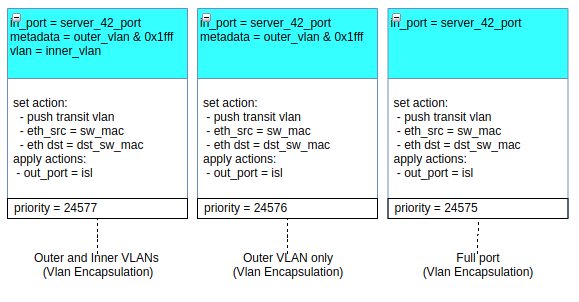 in_port = server_42_port
metadata = outer_vlan & 0x1fff
vlan = inner_vlan
set action:
- push transit vlan
- eth_src = sw_mac
- eth dst = dst_sw_mac
apply actions:
- out_port = isl
priority = 24577
Outer and Inner VLANs
(Vlan Encapsulation)
in_port = server_42_port
metadata = outer_vlan & 0x1fff
set action:
- push transit vlan
- eth_src = sw_mac
- eth dst = dst_sw_mac
apply actions:
- out_port = isl
priority = 24576
Outer VLAN only
(Vlan Encapsulation)
in_port = server_42_port
set action:
- push transit vlan
- eth_src = sw_mac
- eth dst = dst_sw_mac
apply actions:
- out_port = isl
priority = 24575
Full port
(Vlan Encapsulation)